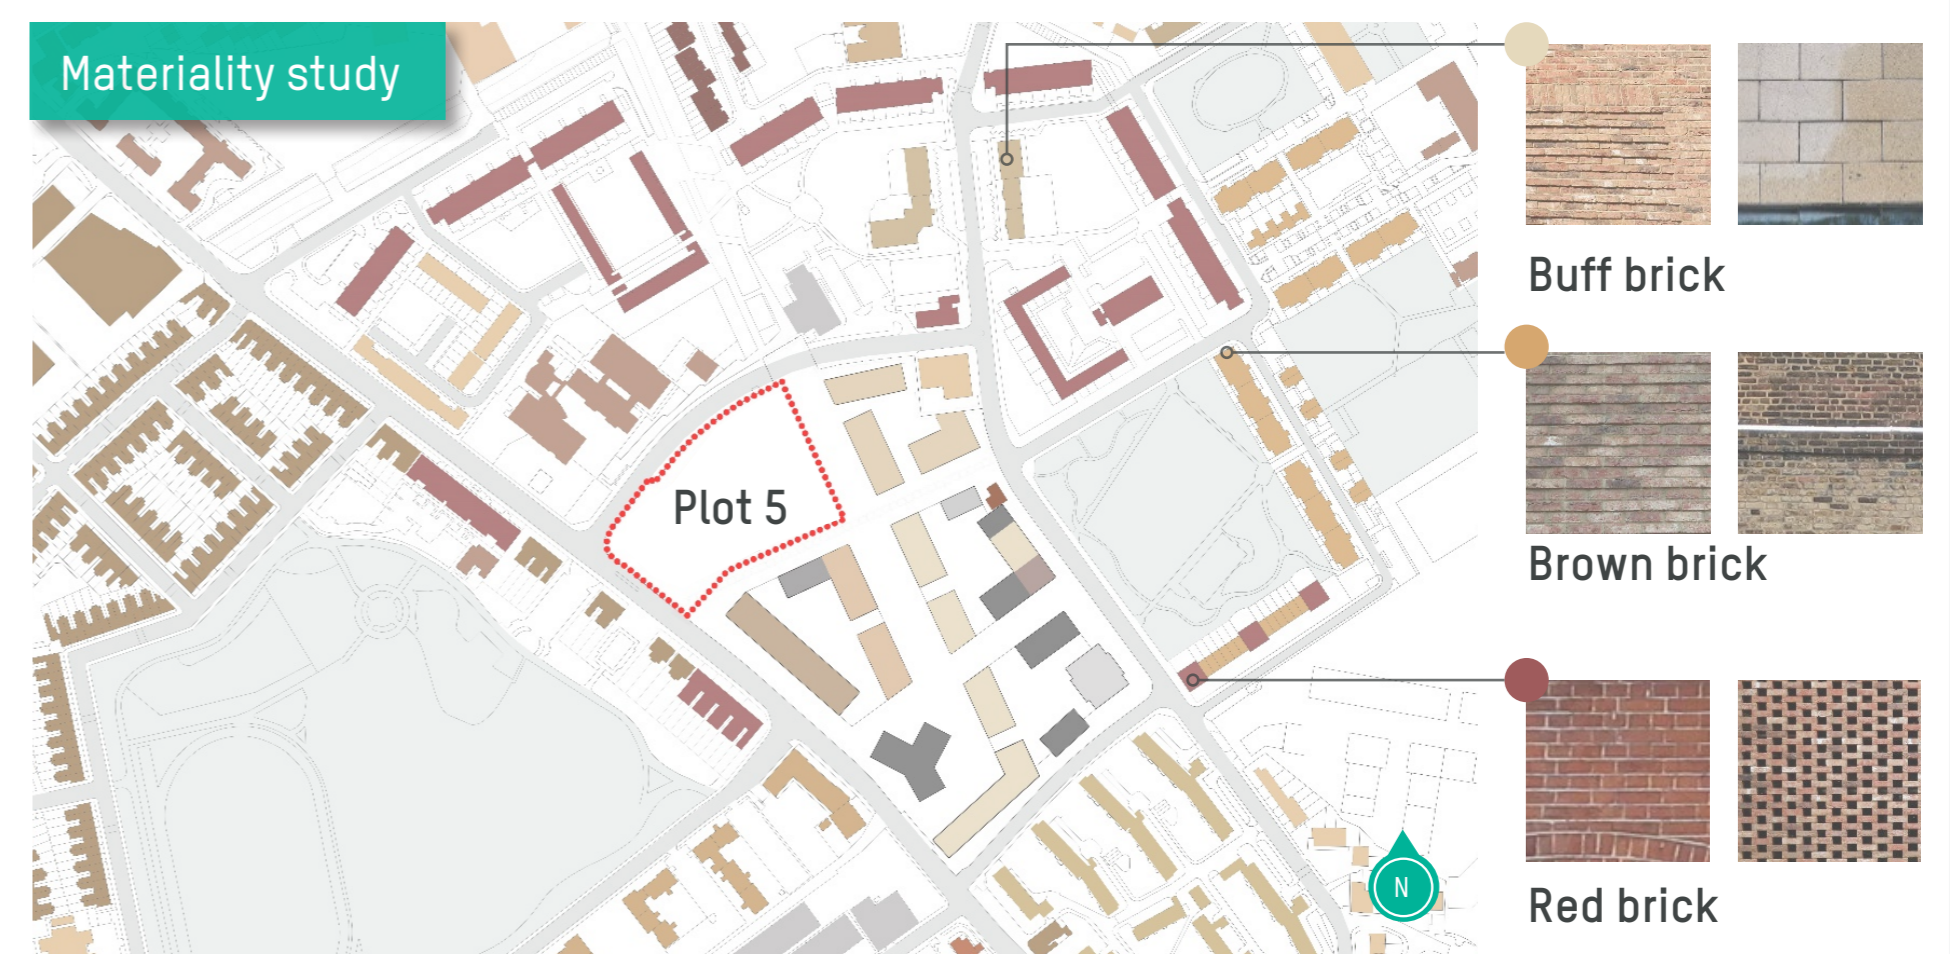 Materiality study
Buff brick
Plot 5
Brown brick
N
Red brick